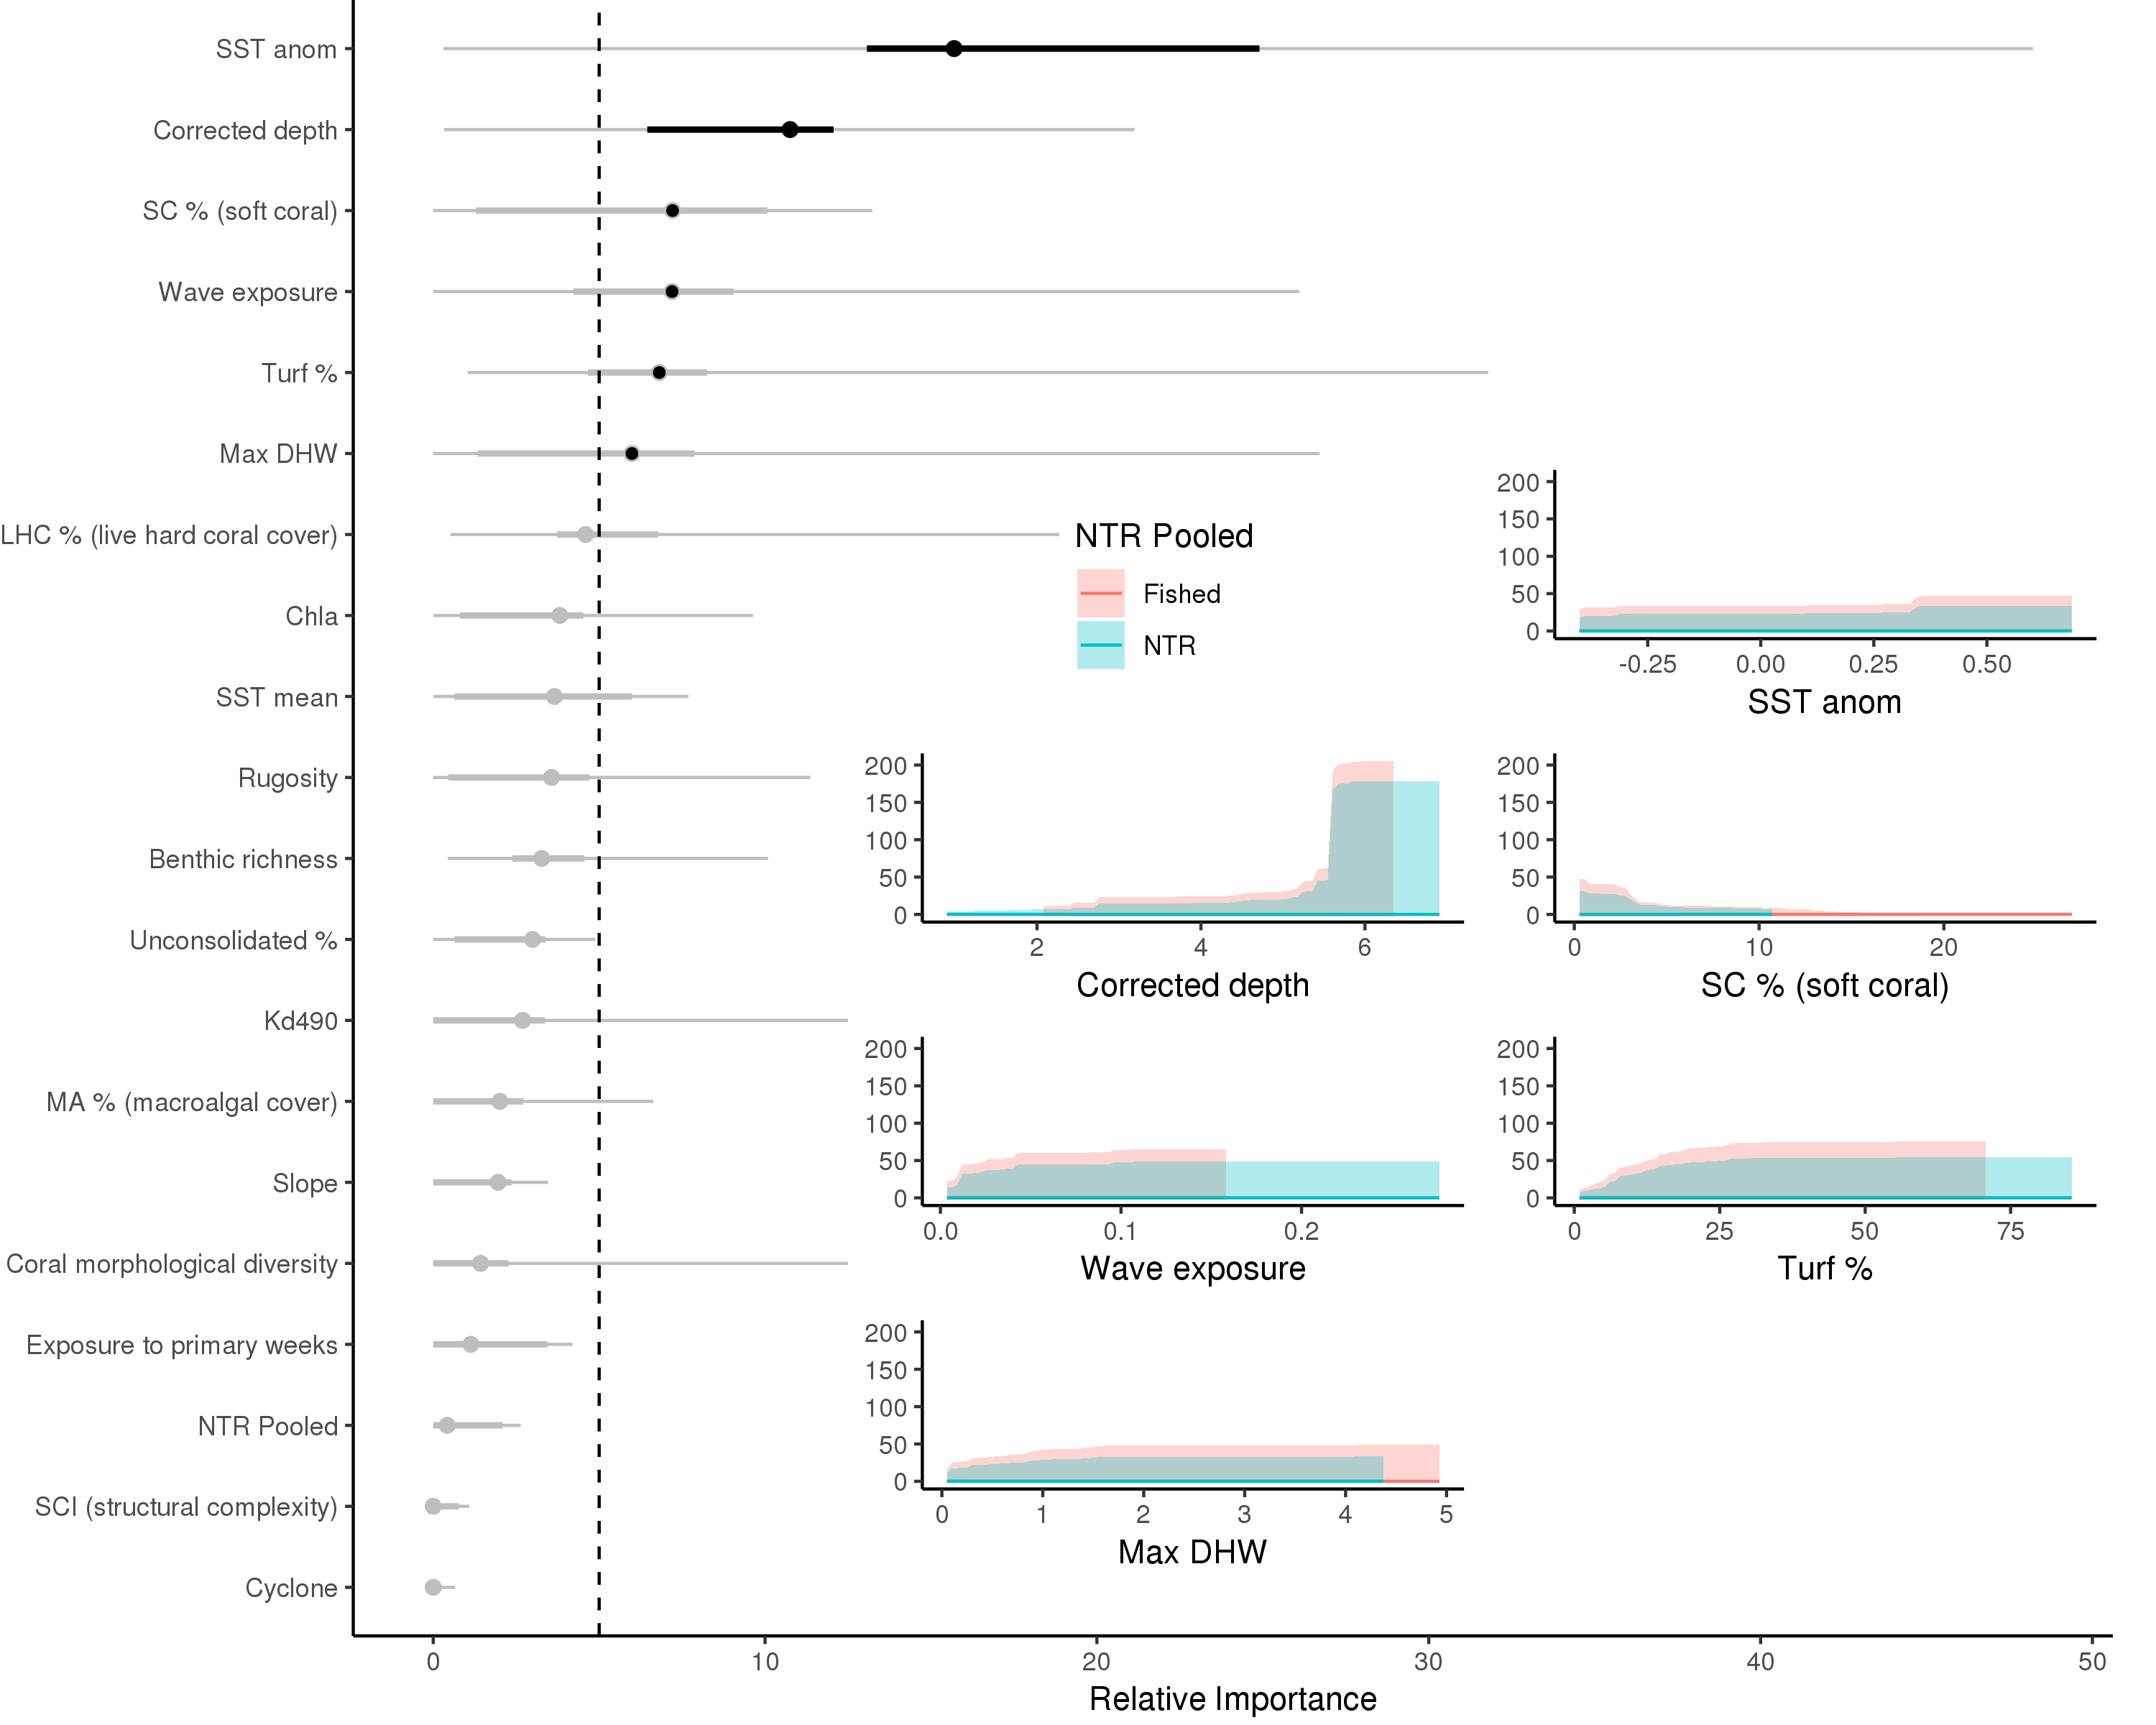 SST anom
Corrected depth
SC % (soft coral)
Wave exposure
Turf %
Max DHW
LHC % (live hard coral cover)
Chla
SST mean
Rugosity
Benthic richness
Unconsolidated %
Kd490
MA % (macroalgal cover)
Slope
Coral morphological diversity
Exposure to primary weeks
NTR Pooled
SCI (structural complexity)
Cyclone
0 10 20 30 40 50
Relative Importance
NTR Pooled
Fished
NTR
200
150
100
50
0
-0.25 0.00 0.25 0.50
SST anom
200
150
100
50
0
2 4 6
Corrected depth
200
150
100
50
0
0 10 20
SC % (soft coral)
200
150
100
50
0
0.0 0.1 0.2
Wave exposure
200
150
100
50
0
0 25 50 75
Turf %
200
150
100
50
0
0 1 2 3 4 5
Max DHW